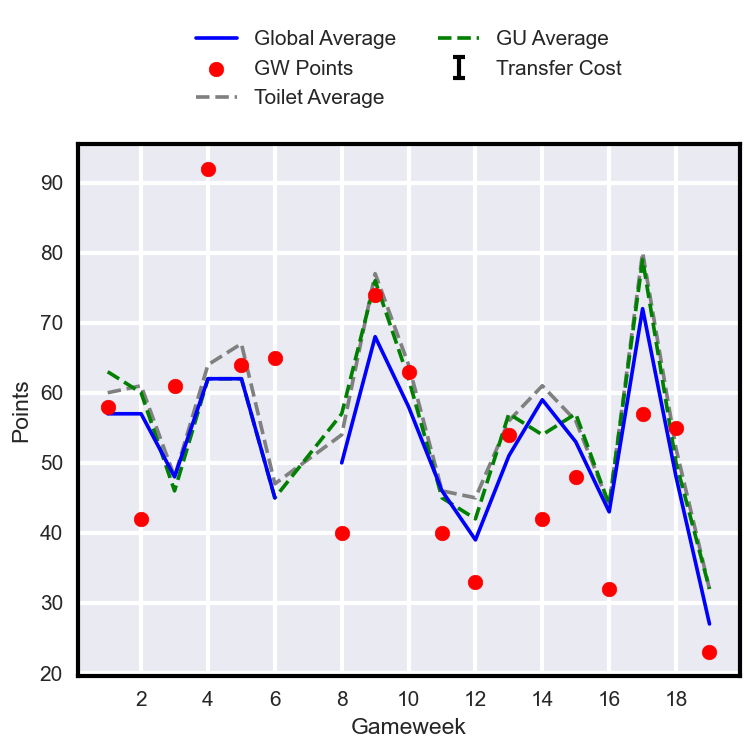 Global Average
GU Average
GW Points
Transfer Cost
Toilet Average
90
80
70
60
50
40
30
20
Points
2 4 6 8 10 12 14 16 18
Gameweek